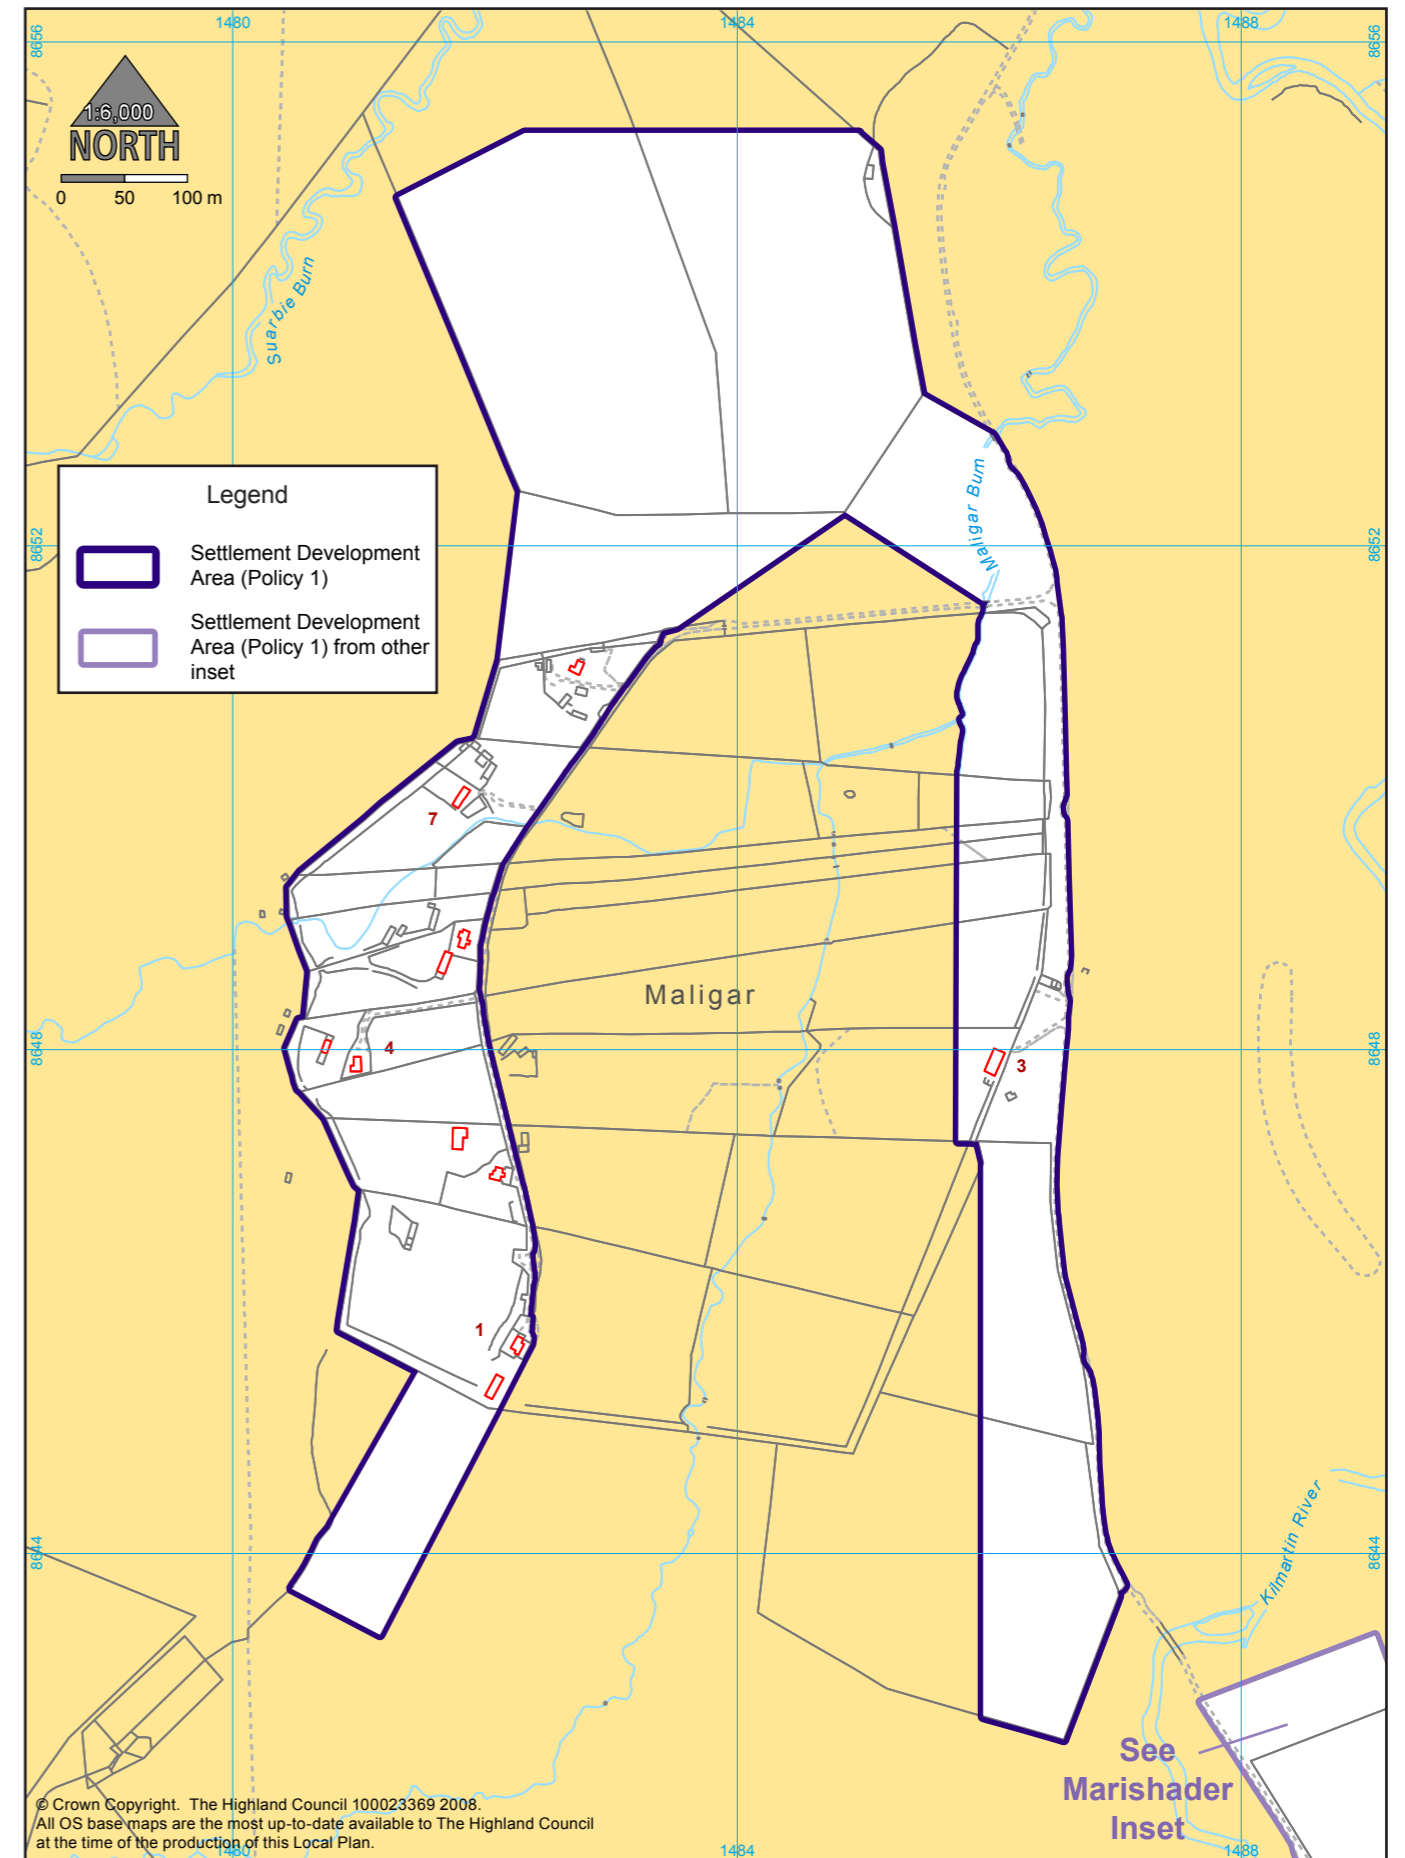 1480
1484
1488
8656
8656
1:6,000
NORTH
0 50 100 m
Suarbie Burn
Maligar Burn
Legend
Settlement Development
Area (Policy 1)
Settlement Development
Area (Policy 1) from other
inset
8652
8652
7
Maligar
4
3
8648
8648
1
8644
8644
Kilmartin River
See
Marishader
Inset
© Crown Copyright. The Highland Council 100023369 2008.
All OS base maps are the most up-to-date available to The Highland Council
at the time of the production of this Local Plan.
1480
1484
1488